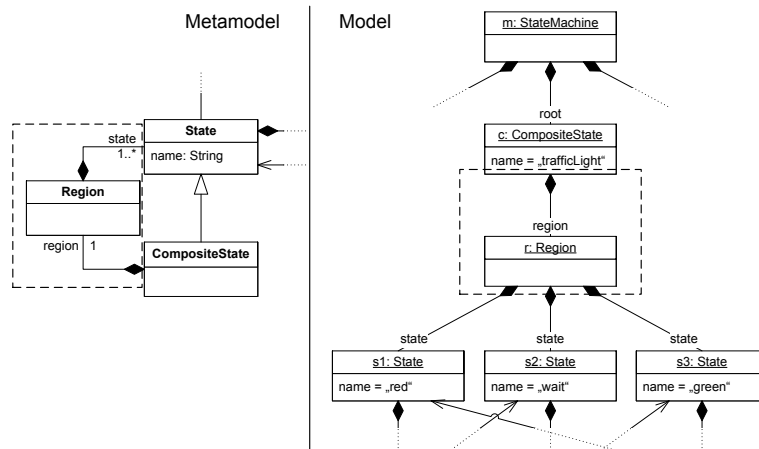 Metamodel
Model
m: StateMachine
root
State
c: CompositeState
state
1..*
name: String
name = „trafficLight“
Region
region
region 1
CompositeState
r: Region
state
state
state
s1: State
s2: State
s3: State
name = „red“
name = „wait“
name = „green“